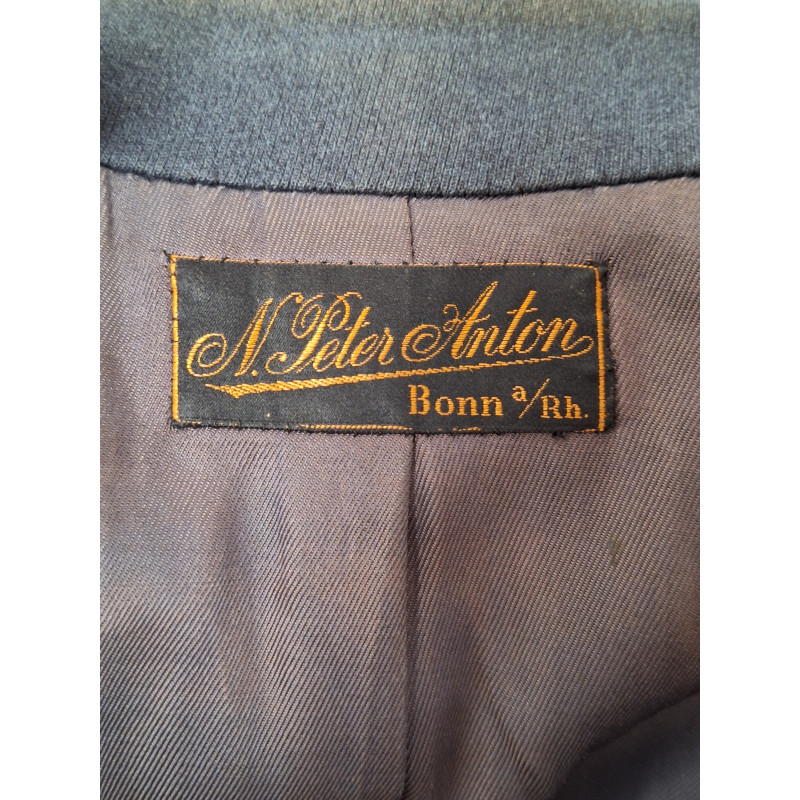 N. Peter Anton
Bonn a/Rh.